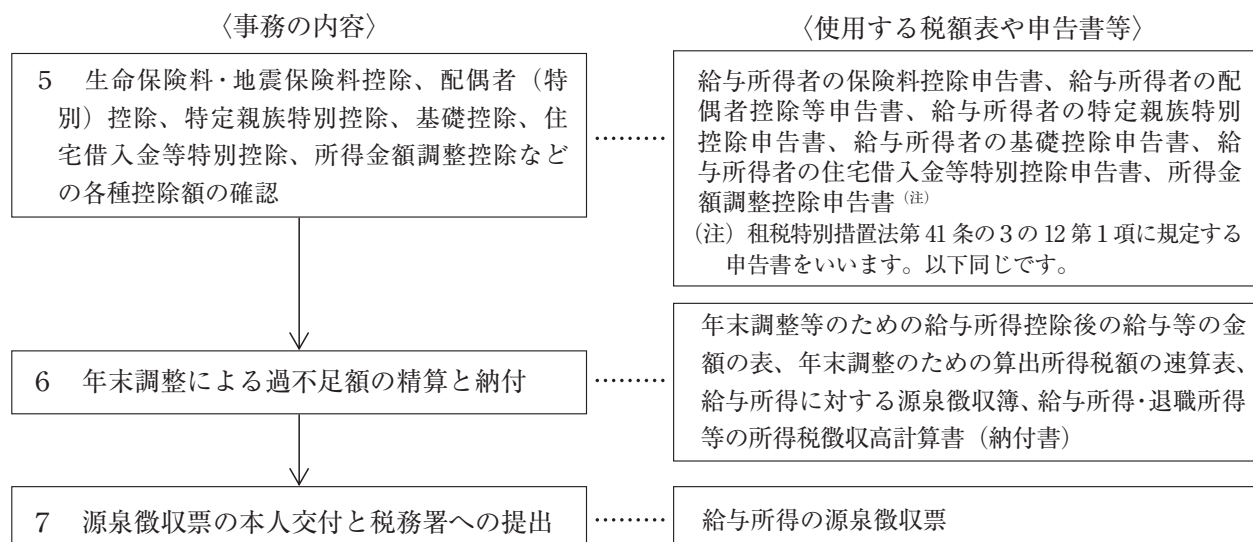 〈事務の内容〉
〈使用する税額表や申告書等〉
5 生命保険料・地震保険料控除、配偶者（特
別）控除、特定親族特別控除、基礎控除、住
宅借入金等特別控除、所得金額調整控除など
の各種控除額の確認
給与所得者の保険料控除申告書、給与所得者の配
偶者控除等申告書、給与所得者の特定親族特別
控除申告書、給与所得者の基礎控除申告書、給
与所得者の住宅借入金等特別控除申告書、所得金
額調整控除申告書(注)
（注）租税特別措置法第41条の3の12第1項に規定する
申告書をいいます。以下同じです。
6 年末調整による過不足額の精算と納付
年末調整等のための給与所得控除後の給与等の金
額の表、年末調整のための算出所得税額の速算表、
給与所得に対する源泉徴収簿、給与所得・退職所得
等の所得税徴収高計算書（納付書）
7 源泉徴収票の本人交付と税務署への提出
給与所得の源泉徴収票